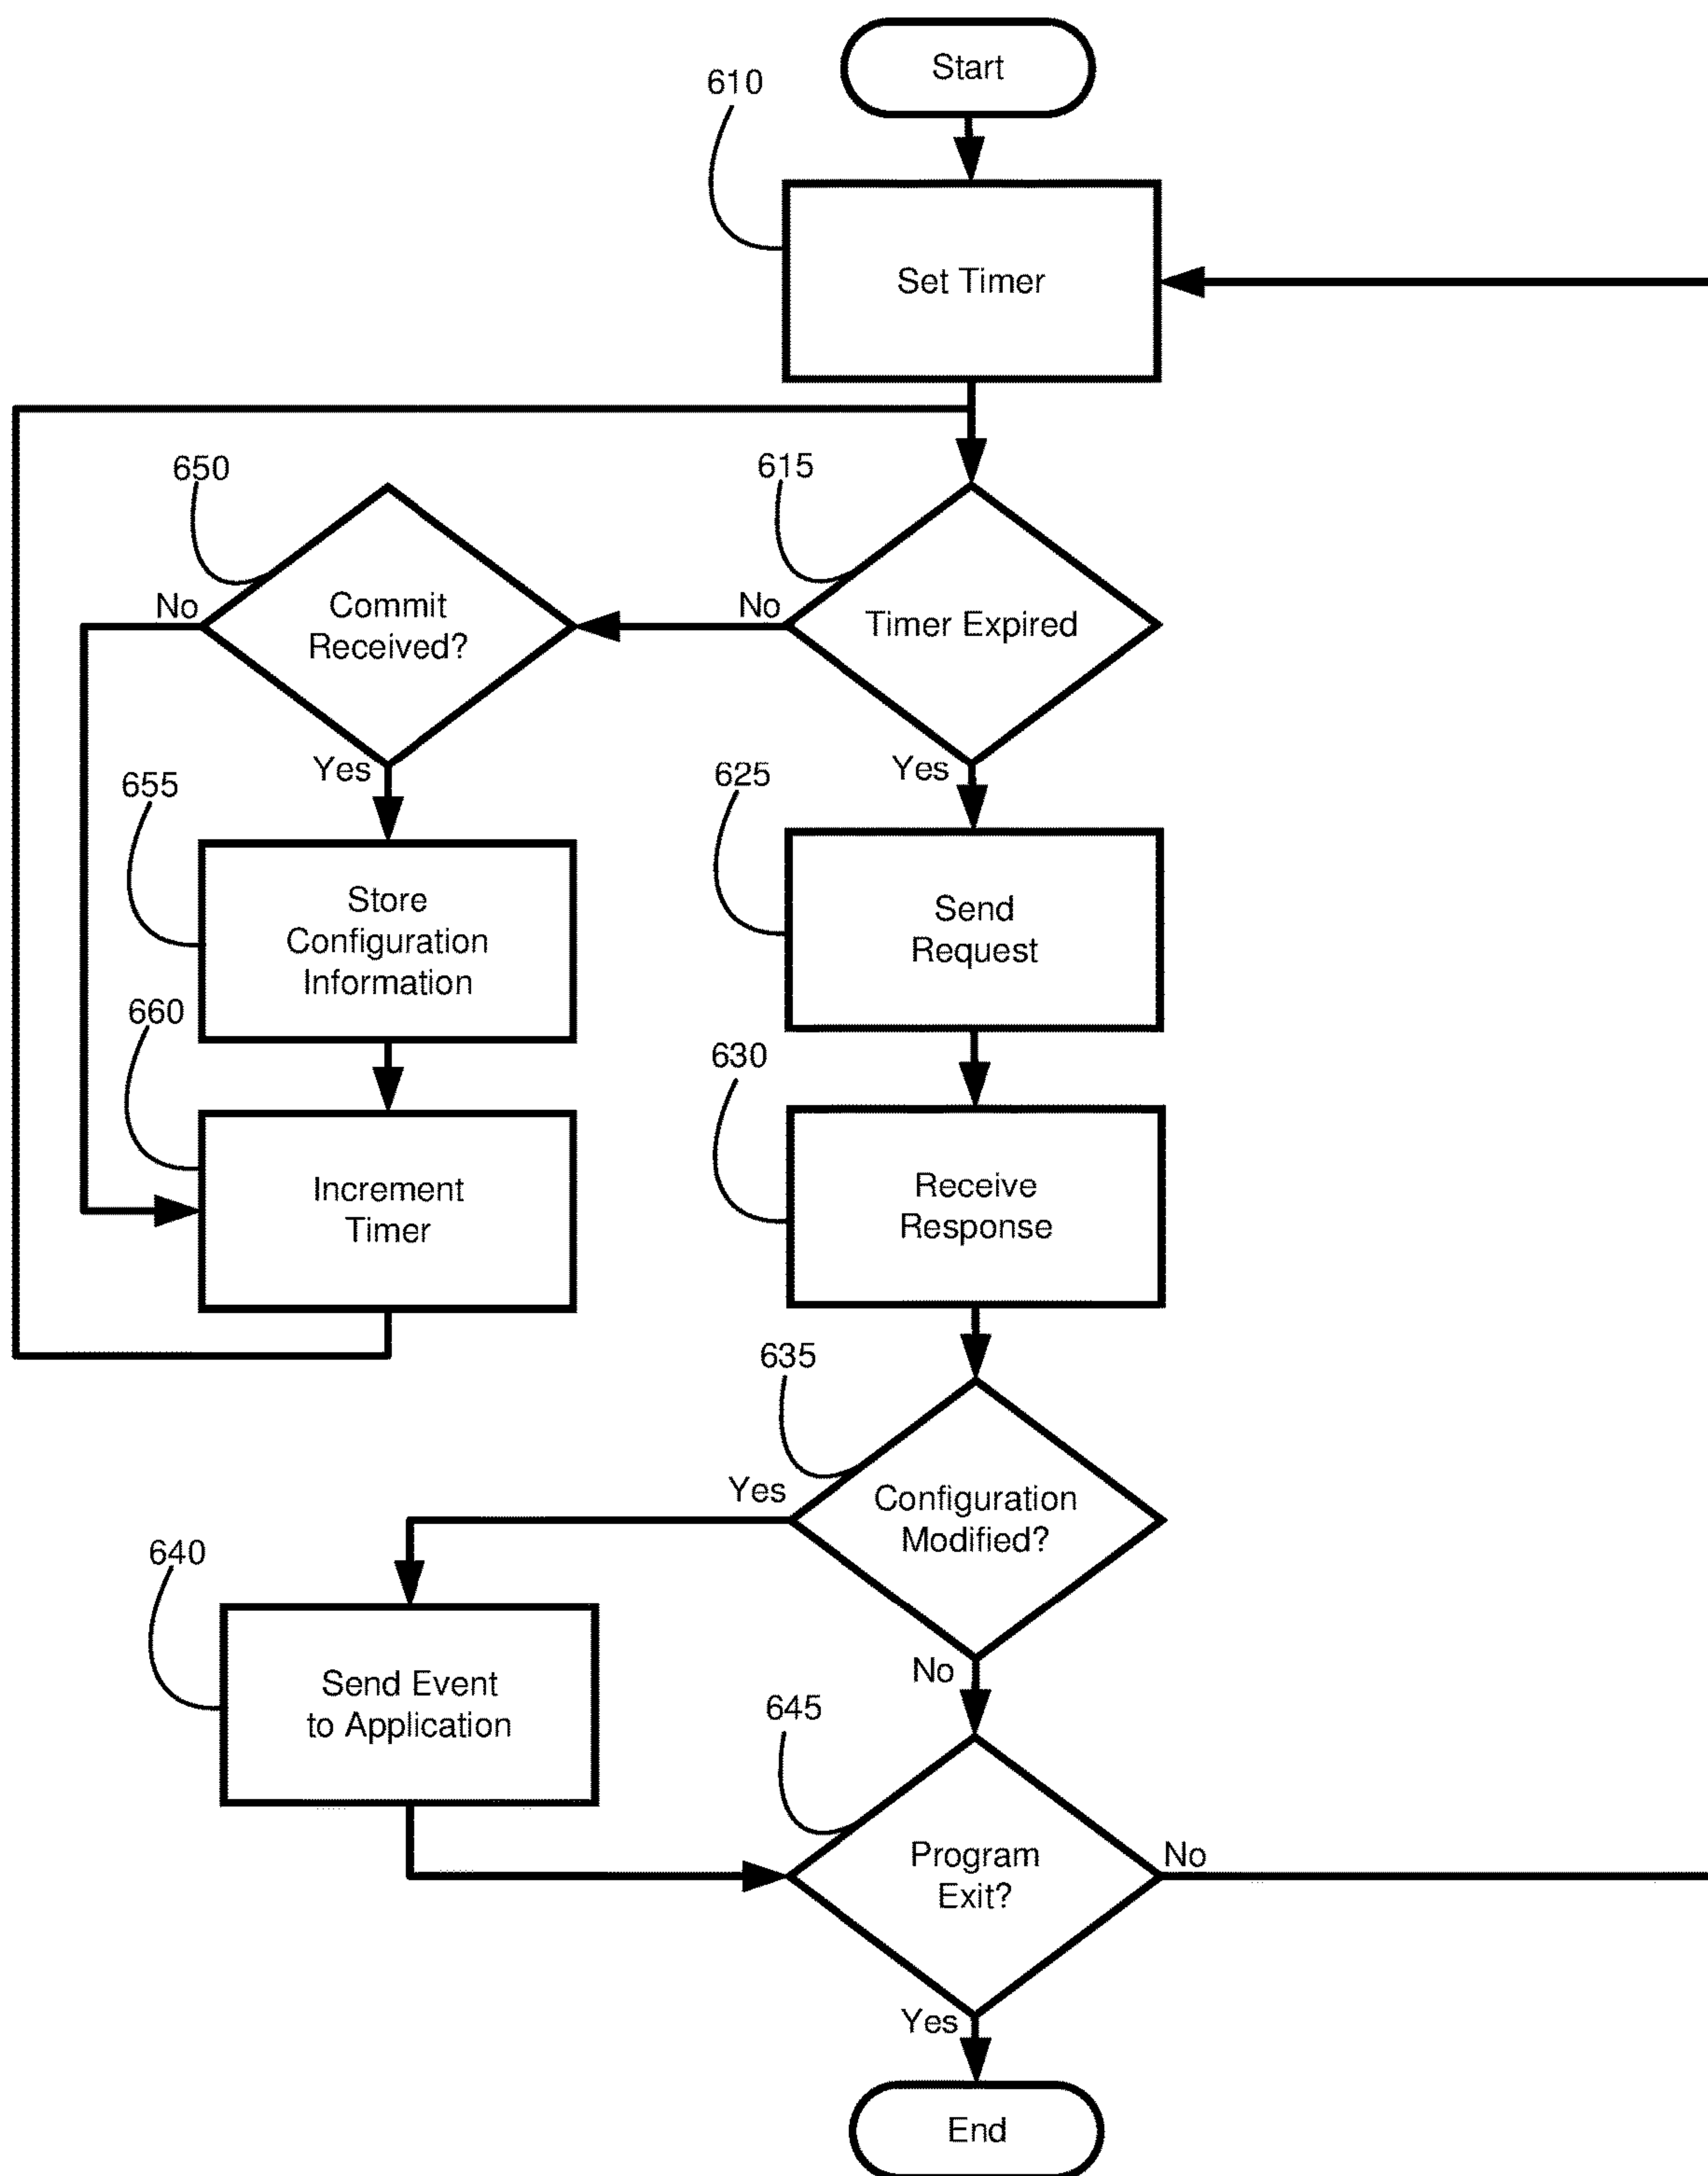 Start
610
Set Timer
650
615
No
Commit
Received?
No
Timer Expired
Yes
Yes
655
625
Store
Configuration
Information
Send
Request
660
630
Increment
Timer
Receive
Response
635
Yes
Configuration
Modified?
640
No
Send Event
to Application
645
Program
Exit?
No
Yes
End